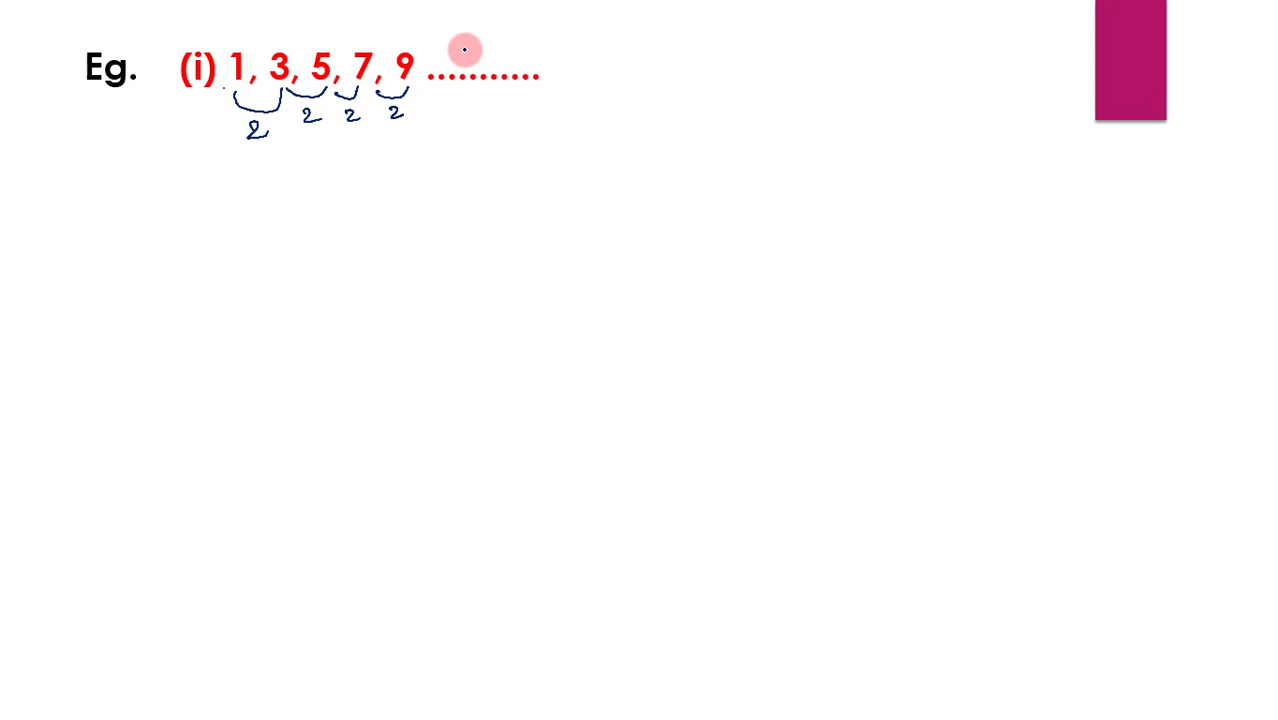 Eg. (i) 1, 3, 5, 7, 9 ...........
2 2 2 2